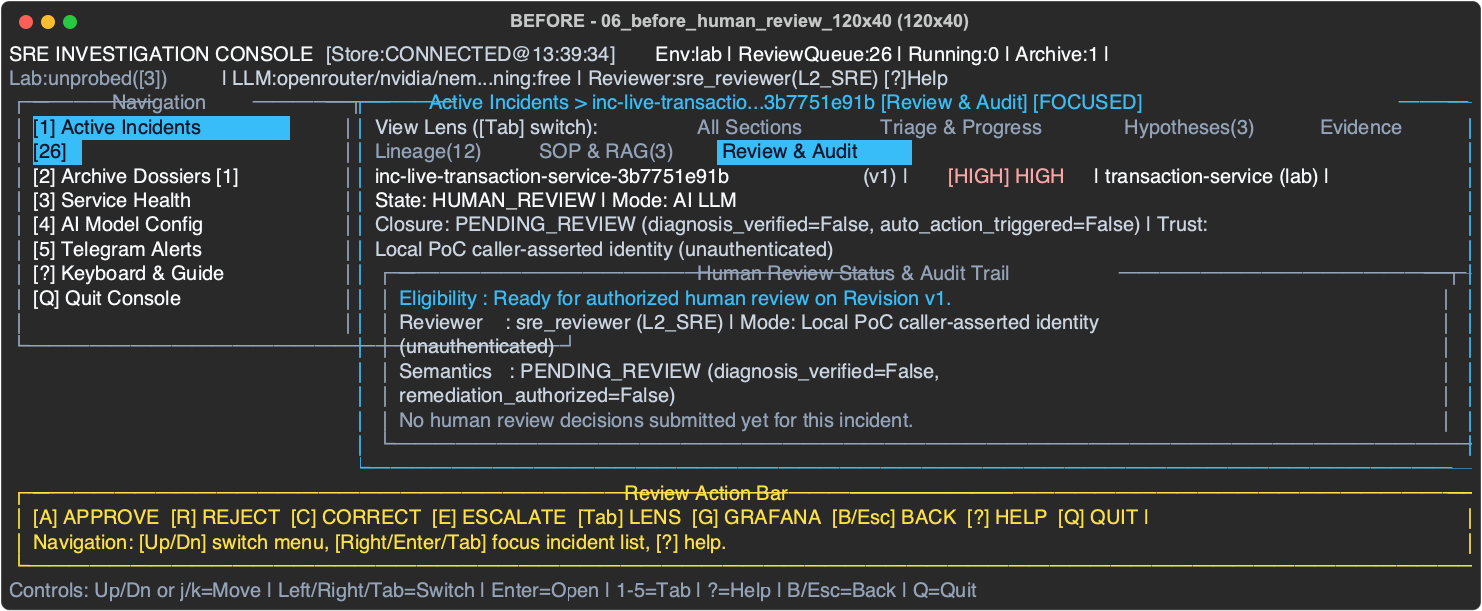 BEFORE - 06_before_human_review_120x40 (120x40)
SRE INVESTIGATION CONSOLE [Store:CONNECTED@13:39:34] Env:lab | ReviewQueue:26 | Running:0 | Archive:1 |
Lab:unprobed([3]) | LLM:openrouter/nvidia/nem...ning:free | Reviewer:sre_reviewer(L2_SRE) [?]Help
Navigation
[1] Active Incidents
[26]
[2] Archive Dossiers [1]
[3] Service Health
[4] AI Model Config
[5] Telegram Alerts
[?] Keyboard & Guide
[Q] Quit Console
Active Incidents > inc-live-transactio...3b7751e91b [Review & Audit] [FOCUSED]
View Lens ([Tab] switch): All Sections Triage & Progress Hypotheses(3) Evidence
Lineage(12) SOP & RAG(3) Review & Audit
inc-live-transaction-service-3b7751e91b (v1) | [HIGH] HIGH | transaction-service (lab) |
State: HUMAN_REVIEW | Mode: AI LLM
Closure: PENDING_REVIEW (diagnosis_verified=False, auto_action_triggered=False) | Trust:
Local PoC caller-asserted identity (unauthenticated)
Human Review Status & Audit Trail
Eligibility : Ready for authorized human review on Revision v1.
Reviewer : sre_reviewer (L2_SRE) | Mode: Local PoC caller-asserted identity
(unauthenticated)
Semantics : PENDING_REVIEW (diagnosis_verified=False,
remediation_authorized=False)
No human review decisions submitted yet for this incident.
Review Action Bar
[A] APPROVE [R] REJECT [C] CORRECT [E] ESCALATE [Tab] LENS [G] GRAFANA [B/Esc] BACK [?] HELP [Q] QUIT |
Navigation: [Up/Dn] switch menu, [Right/Enter/Tab] focus incident list, [?] help.
Controls: Up/Dn or j/k=Move | Left/Right/Tab=Switch | Enter=Open | 1-5=Tab | ?=Help | B/Esc=Back | Q=Quit